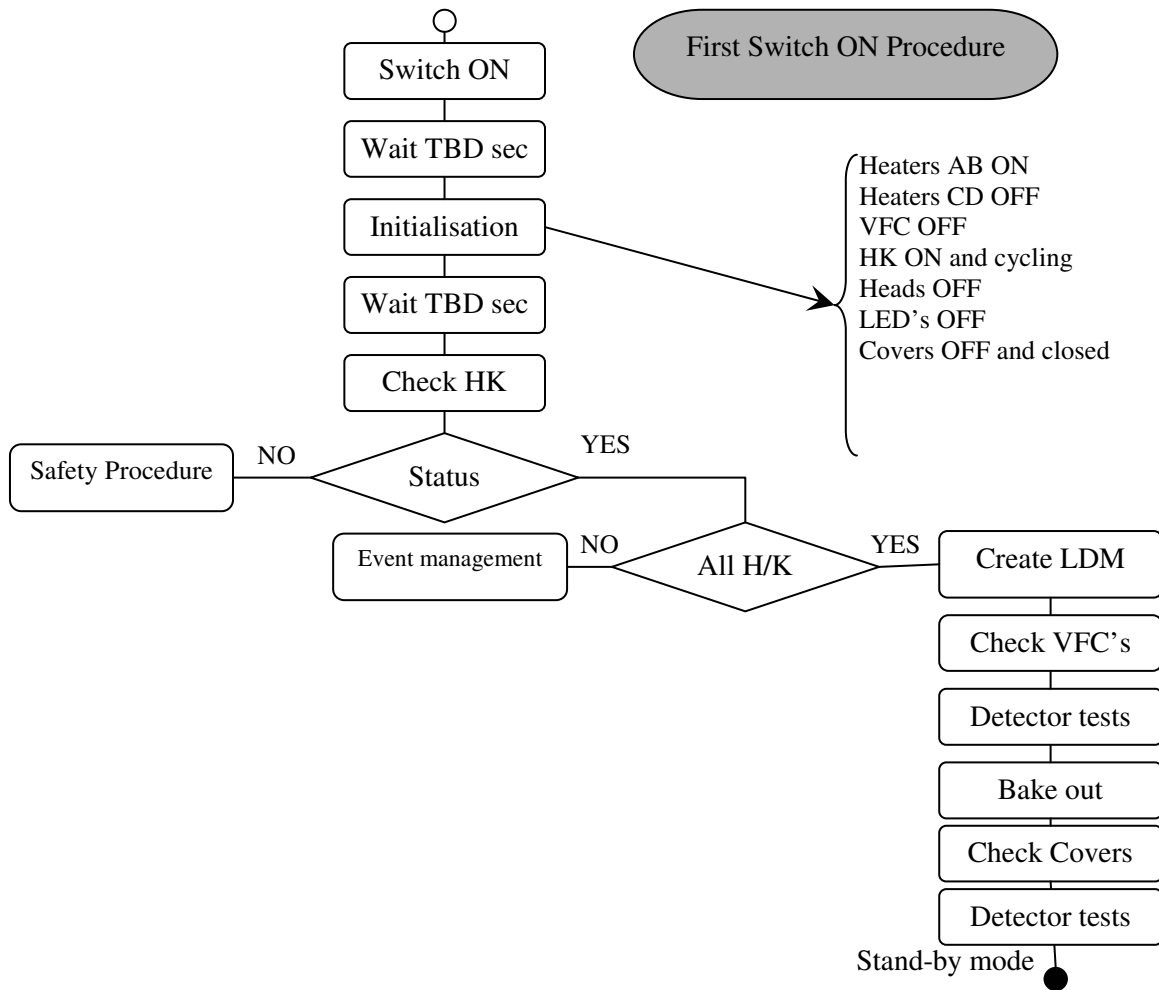 First Switch ON Procedure
Switch ON
Wait TBD sec
Initialisation
Heaters AB ON
Heaters CD OFF
VFC OFF
HK ON and cycling
Heads OFF
LED's OFF
Covers OFF and closed
Wait TBD sec
Check HK
Status
NO
Safety Procedure
YES
All H/K
NO
Event management
YES
Create LDM
Check VFC's
Detector tests
Bake out
Check Covers
Detector tests
Stand-by mode